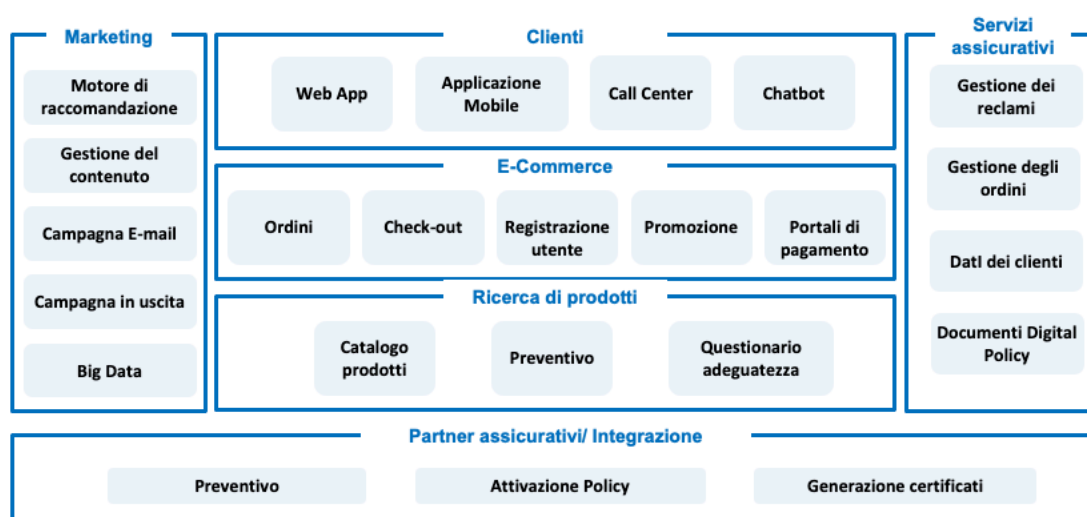 Marketing
Motore di
raccomandazione
Gestione del
contenuto
Campagna E-mail
Campagna in uscita
Big Data
Clienti
Web App
Applicazione
Mobile
Call Center
Chatbot
E-Commerce
Ordini
Check-out
Registrazione
utente
Promozione
Portali di
pagamento
Ricerca di prodotti
Catalogo
prodotti
Preventivo
Questionario
adeguatezza
Servizi
assicurativi
Gestione dei
reclami
Gestione degli
ordini
DatI dei clienti
Documenti Digital
Policy
Partner assicurativi/ Integrazione
Preventivo
Attivazione Policy
Generazione certificati